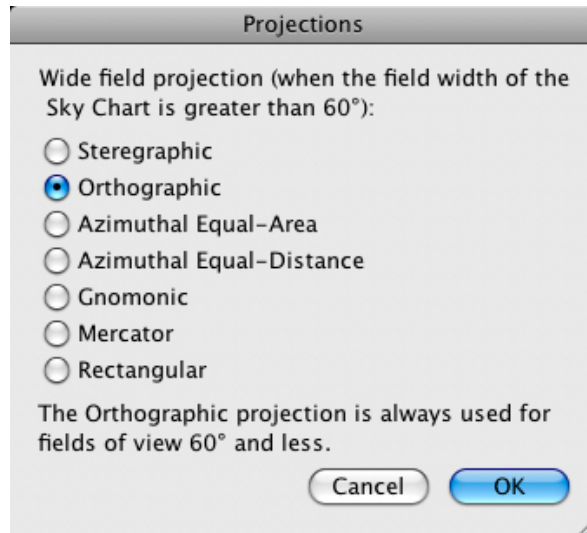 Projections
Wide field projection (when the field width of the
Sky Chart is greater than 60°):
Steregraphic
Orthographic
Azimuthal Equal-Area
Azimuthal Equal-Distance
Gnomonic
Mercator
Rectangular
The Orthographic projection is always used for
fields of view 60° and less.
Cancel OK